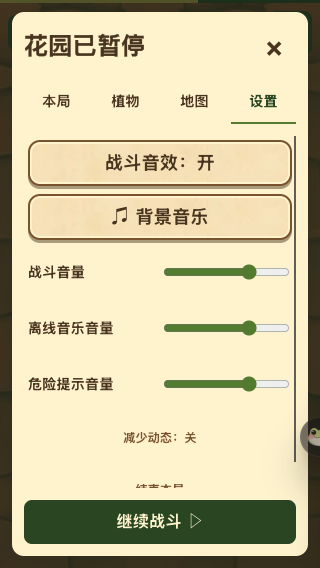 花园已暂停 ×
本局 植物 地图 设置
战斗音效：开
🎵 背景音乐
战斗音量
离线音乐音量
危险提示音量
减少动态：关
继续战斗 ▷